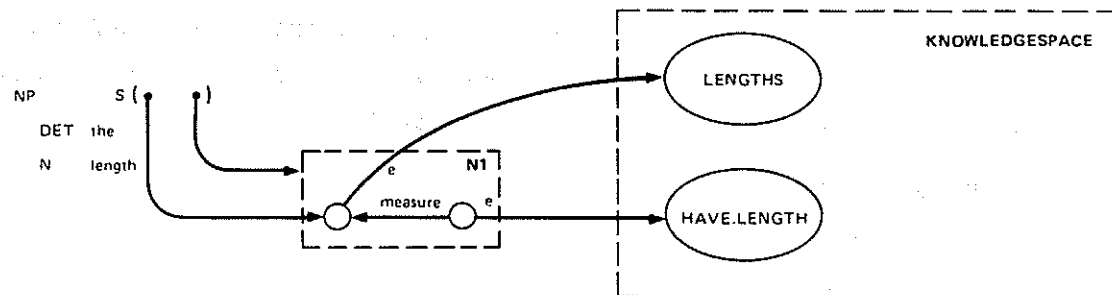 KNOWLEDGESPACE
LENGTHS
NP S ( )
DET the
N length
e N1
measure e
HAVE.LENGTH